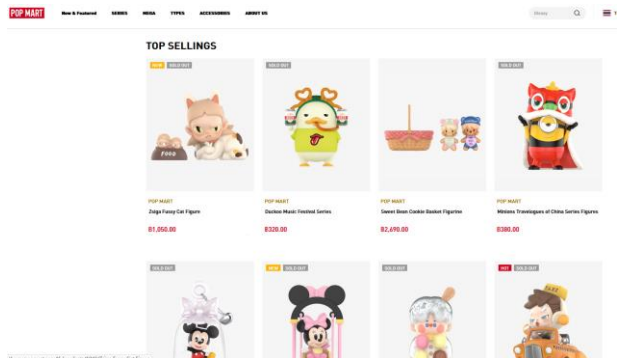 POP MART
New & Featured SERIES MEGA TYPES ACCESSORIES ABOUT US
TOP SELLINGS
NEW SOLD OUT
SOLD OUT
SOLD OUT
FOOD
POP MART
Zsiga Fussy Cat Figure
฿1,050.00
POP MART
Duckoo Music Festival Series
฿320.00
POP MART
Sweet Bean Cookie Basket Figurine
฿2,690.00
POP MART
Minions Travelogues of China Series Figures
฿380.00
SOLD OUT
NEW SOLD OUT
SOLD OUT
HOT SOLD OUT
TAXI